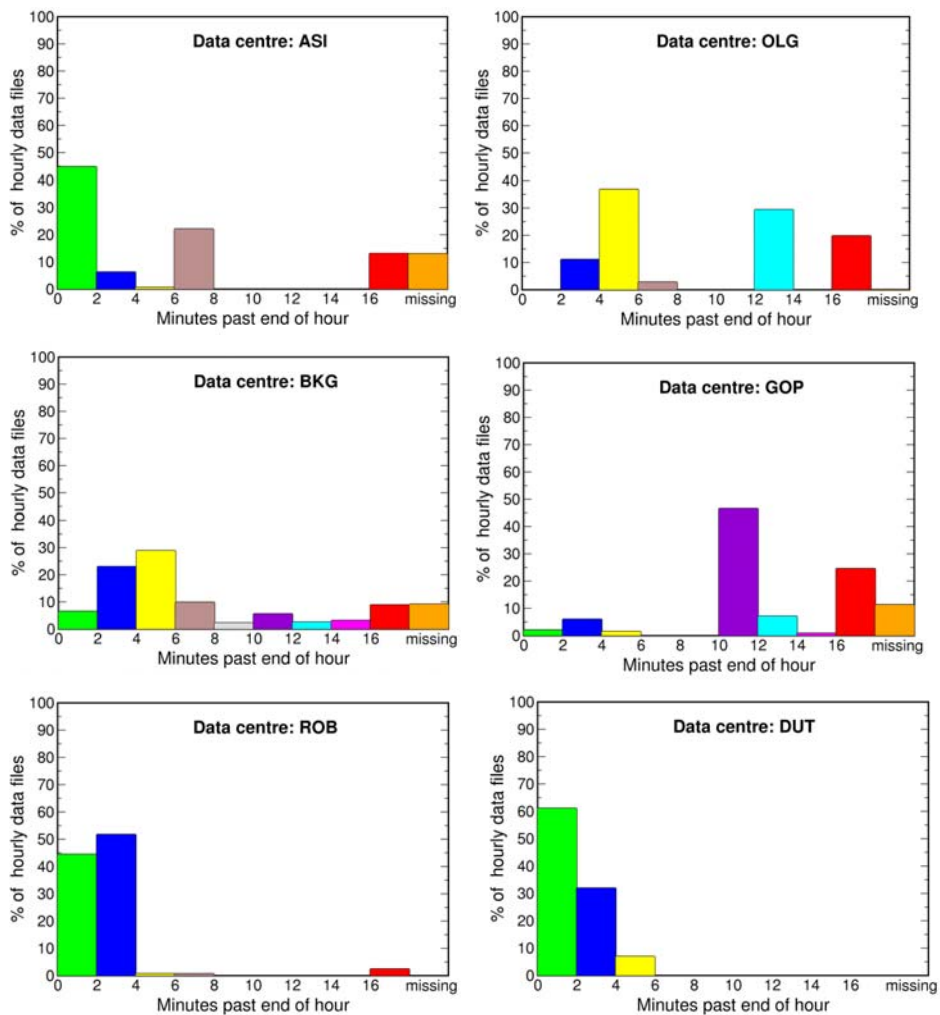 Data centre: ASI
% of hourly data files
100
90
80
70
60
50
40
30
20
10
0
0 2 4 6 8 10 12 14 16 missing
Minutes past end of hour
Data centre: OLG
% of hourly data files
100
90
80
70
60
50
40
30
20
10
0
0 2 4 6 8 10 12 14 16 missing
Minutes past end of hour
Data centre: BKG
% of hourly data files
100
90
80
70
60
50
40
30
20
10
0
0 2 4 6 8 10 12 14 16 missing
Minutes past end of hour
Data centre: GOP
% of hourly data files
100
90
80
70
60
50
40
30
20
10
0
0 2 4 6 8 10 12 14 16 missing
Minutes past end of hour
Data centre: ROB
% of hourly data files
100
90
80
70
60
50
40
30
20
10
0
0 2 4 6 8 10 12 14 16 missing
Minutes past end of hour
Data centre: DUT
% of hourly data files
100
90
80
70
60
50
40
30
20
10
0
0 2 4 6 8 10 12 14 16 missing
Minutes past end of hour